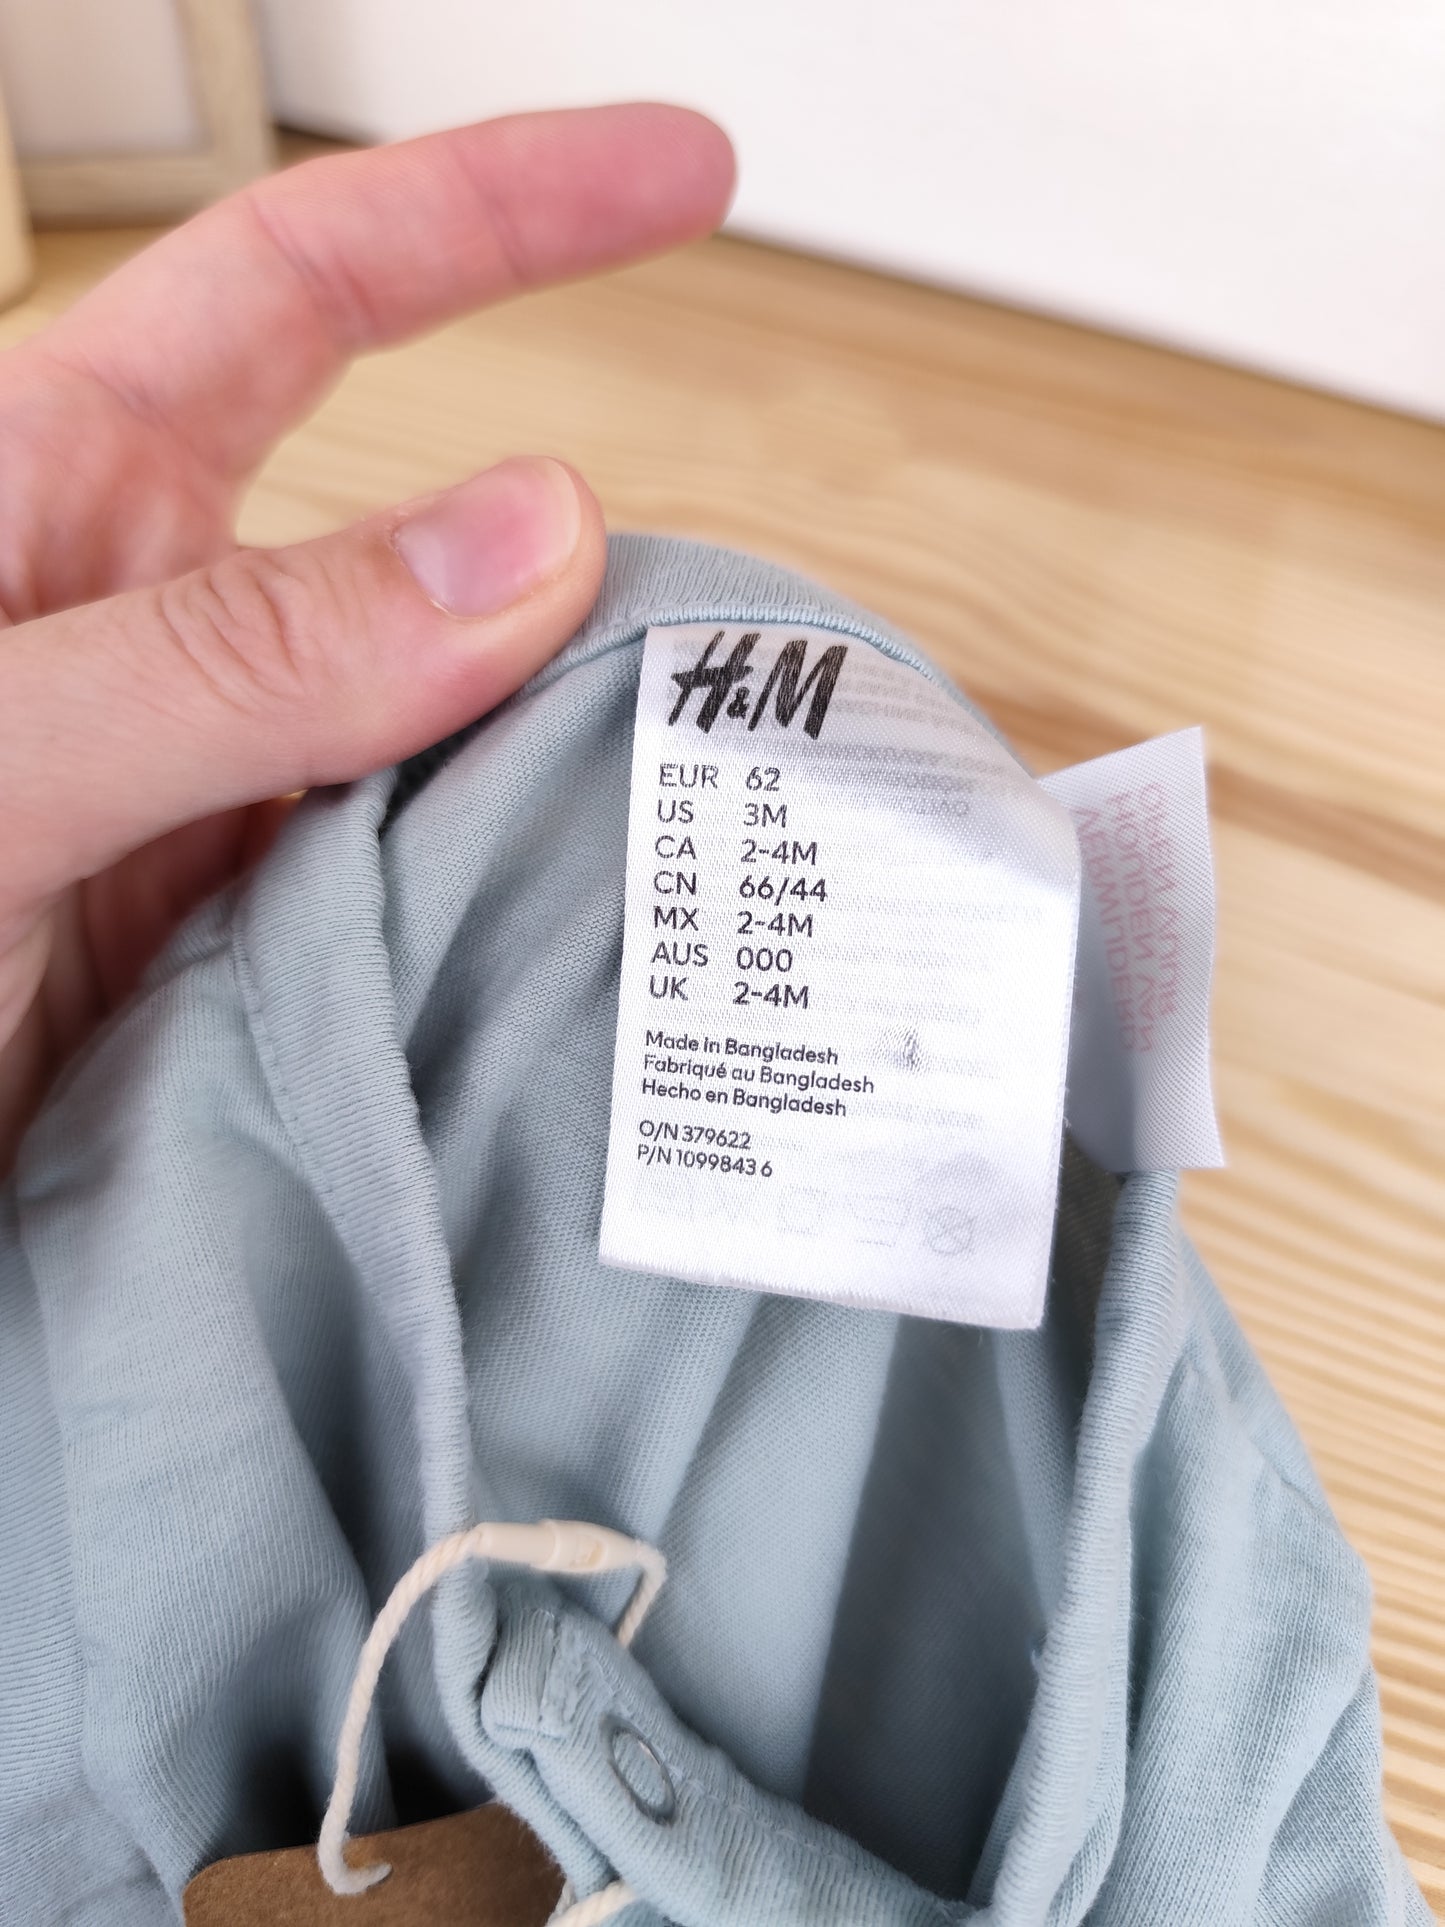 H&M
EUR 62
US 3M
CA 2-4M
CN 66/44
MX 2-4M
AUS 000
UK 2-4M
Made in Bangladesh
Fabriqué au Bangladesh
Hecho en Bangladesh
O/N 379622
P/N 1099843 6